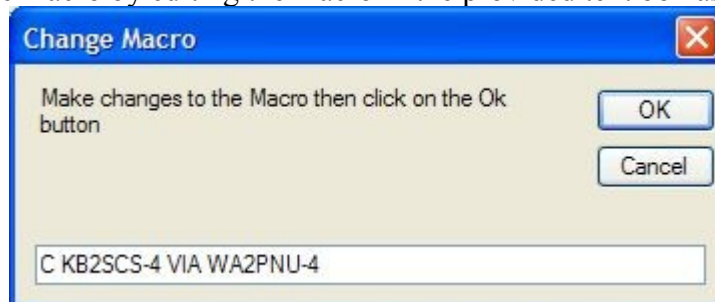 Change Macro
Make changes to the Macro then click on the Ok
button
OK
Cancel
C KB2SCS-4 VIA WA2PNU-4